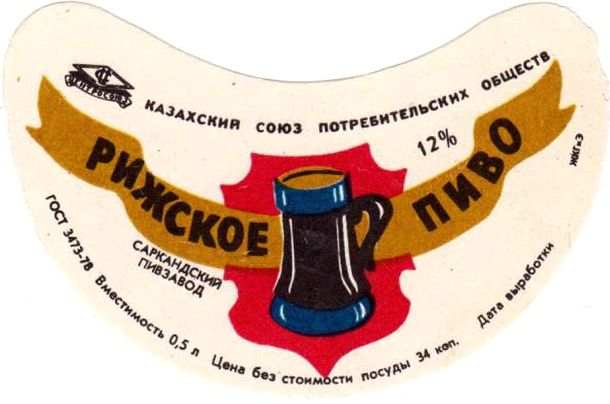 ЦЕНТРОСОЮЗ
КАЗАХСКИЙ СОЮЗ ПОТРЕБИТЕЛЬСКИХ ОБЩЕСТВ
12%
РИЖСКОЕ ПИВО
САРКАНДСКИЙ
ПИВЗАВОД
ГОСТ 3473-78 Вместимость 0,5 л Цена без стоимости посуды 34 коп. Дата выработки